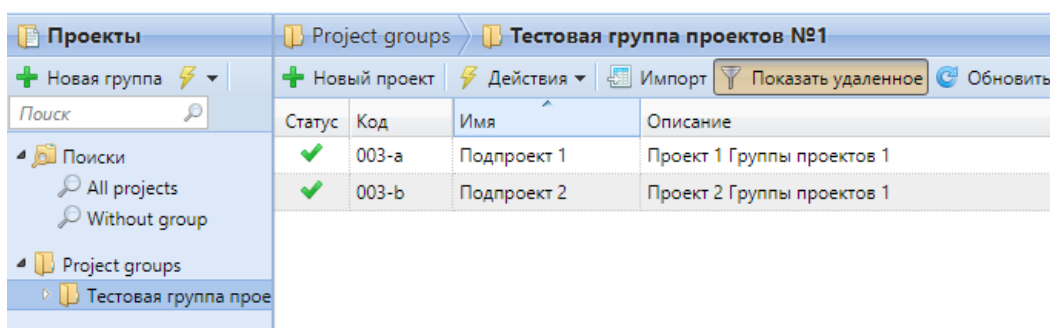 Проекты
Project groups Тестовая группа проектов №1
Новая группа
Новый проект Действия Импорт Показать удаленное Обновить
Поиск
Статус Код Имя Описание
Поиски
003-a Подпроект 1 Проект 1 Группы проектов 1
All projects
003-b Подпроект 2 Проект 2 Группы проектов 1
Without group
Project groups
Тестовая группа прое